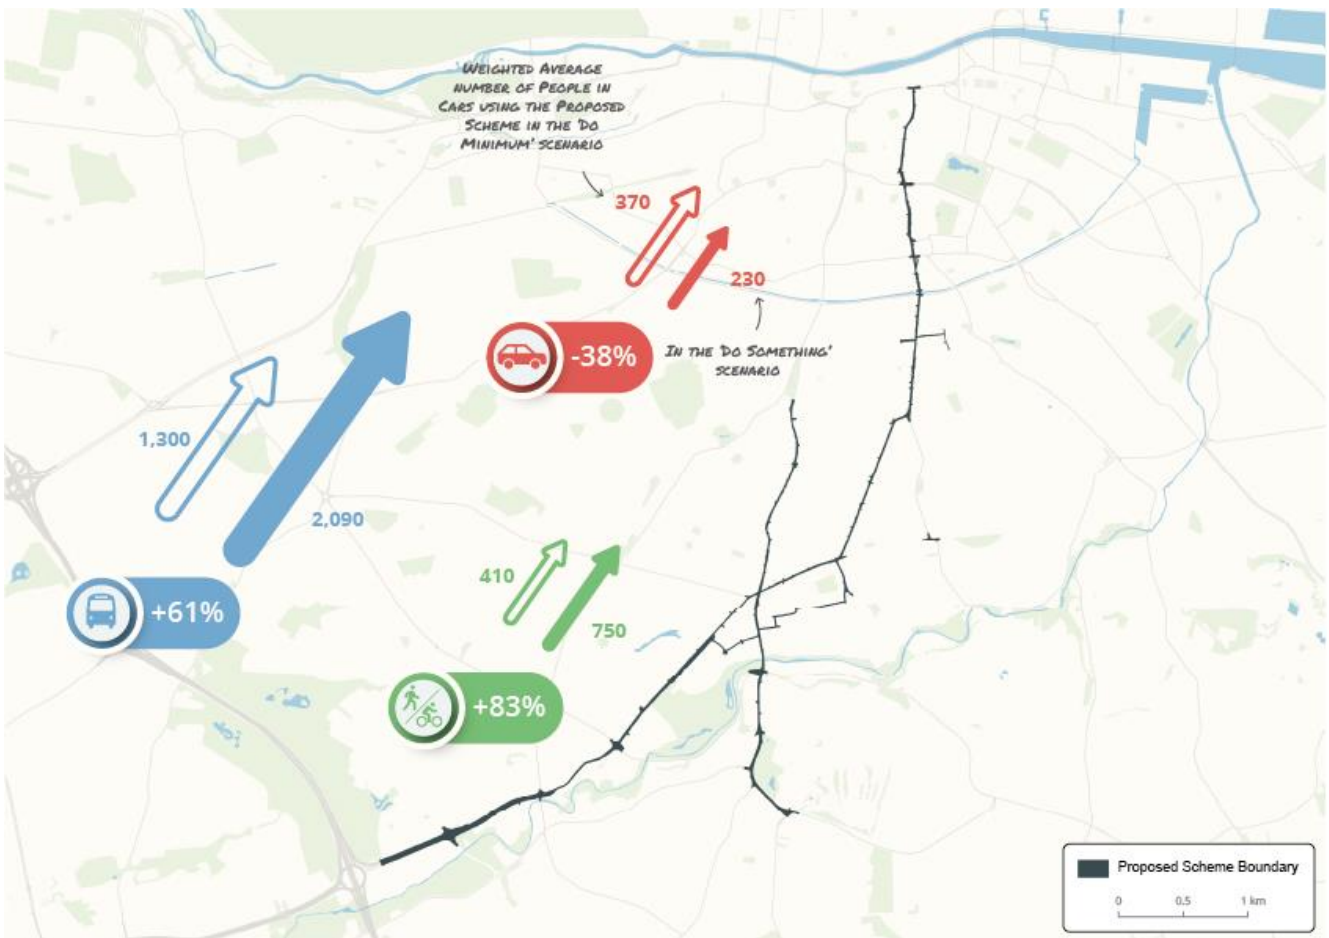 WEIGHTED AVERAGE
NUMBER OF PEOPLE IN
CARS USING THE PROPOSED
SCHEME IN THE 'DO
MINIMUM' SCENARIO
370
230
-38%
IN THE 'DO SOMETHING'
SCENARIO
1,300
2,090
+61%
410
750
+83%
Proposed Scheme Boundary
0 0.5 1 km